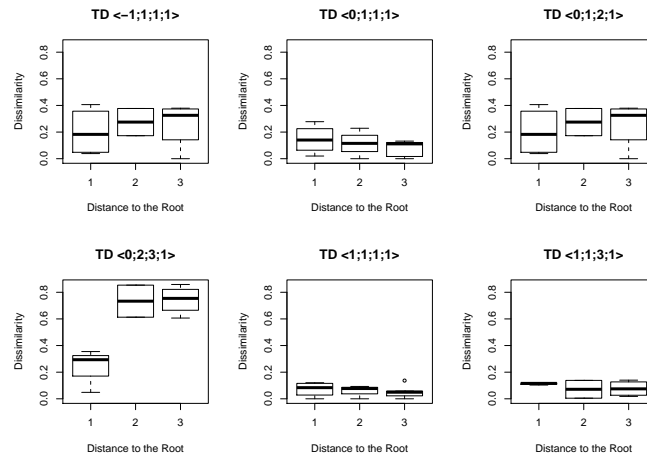 TD <−1;1;1;1>
TD <0;1;1;1>
TD <0;1;2;1>
Dissimilarity
0.0 0.2 0.4 0.6 0.8
1 2 3
Distance to the Root
Dissimilarity
0.0 0.2 0.4 0.6 0.8
1 2 3
Distance to the Root
Dissimilarity
0.0 0.2 0.4 0.6 0.8
1 2 3
Distance to the Root
TD <0;2;3;1>
TD <1;1;1;1>
TD <1;1;3;1>
Dissimilarity
0.0 0.2 0.4 0.6 0.8
1 2 3
Distance to the Root
Dissimilarity
0.0 0.2 0.4 0.6 0.8
1 2 3
Distance to the Root
Dissimilarity
0.0 0.2 0.4 0.6 0.8
1 2 3
Distance to the Root